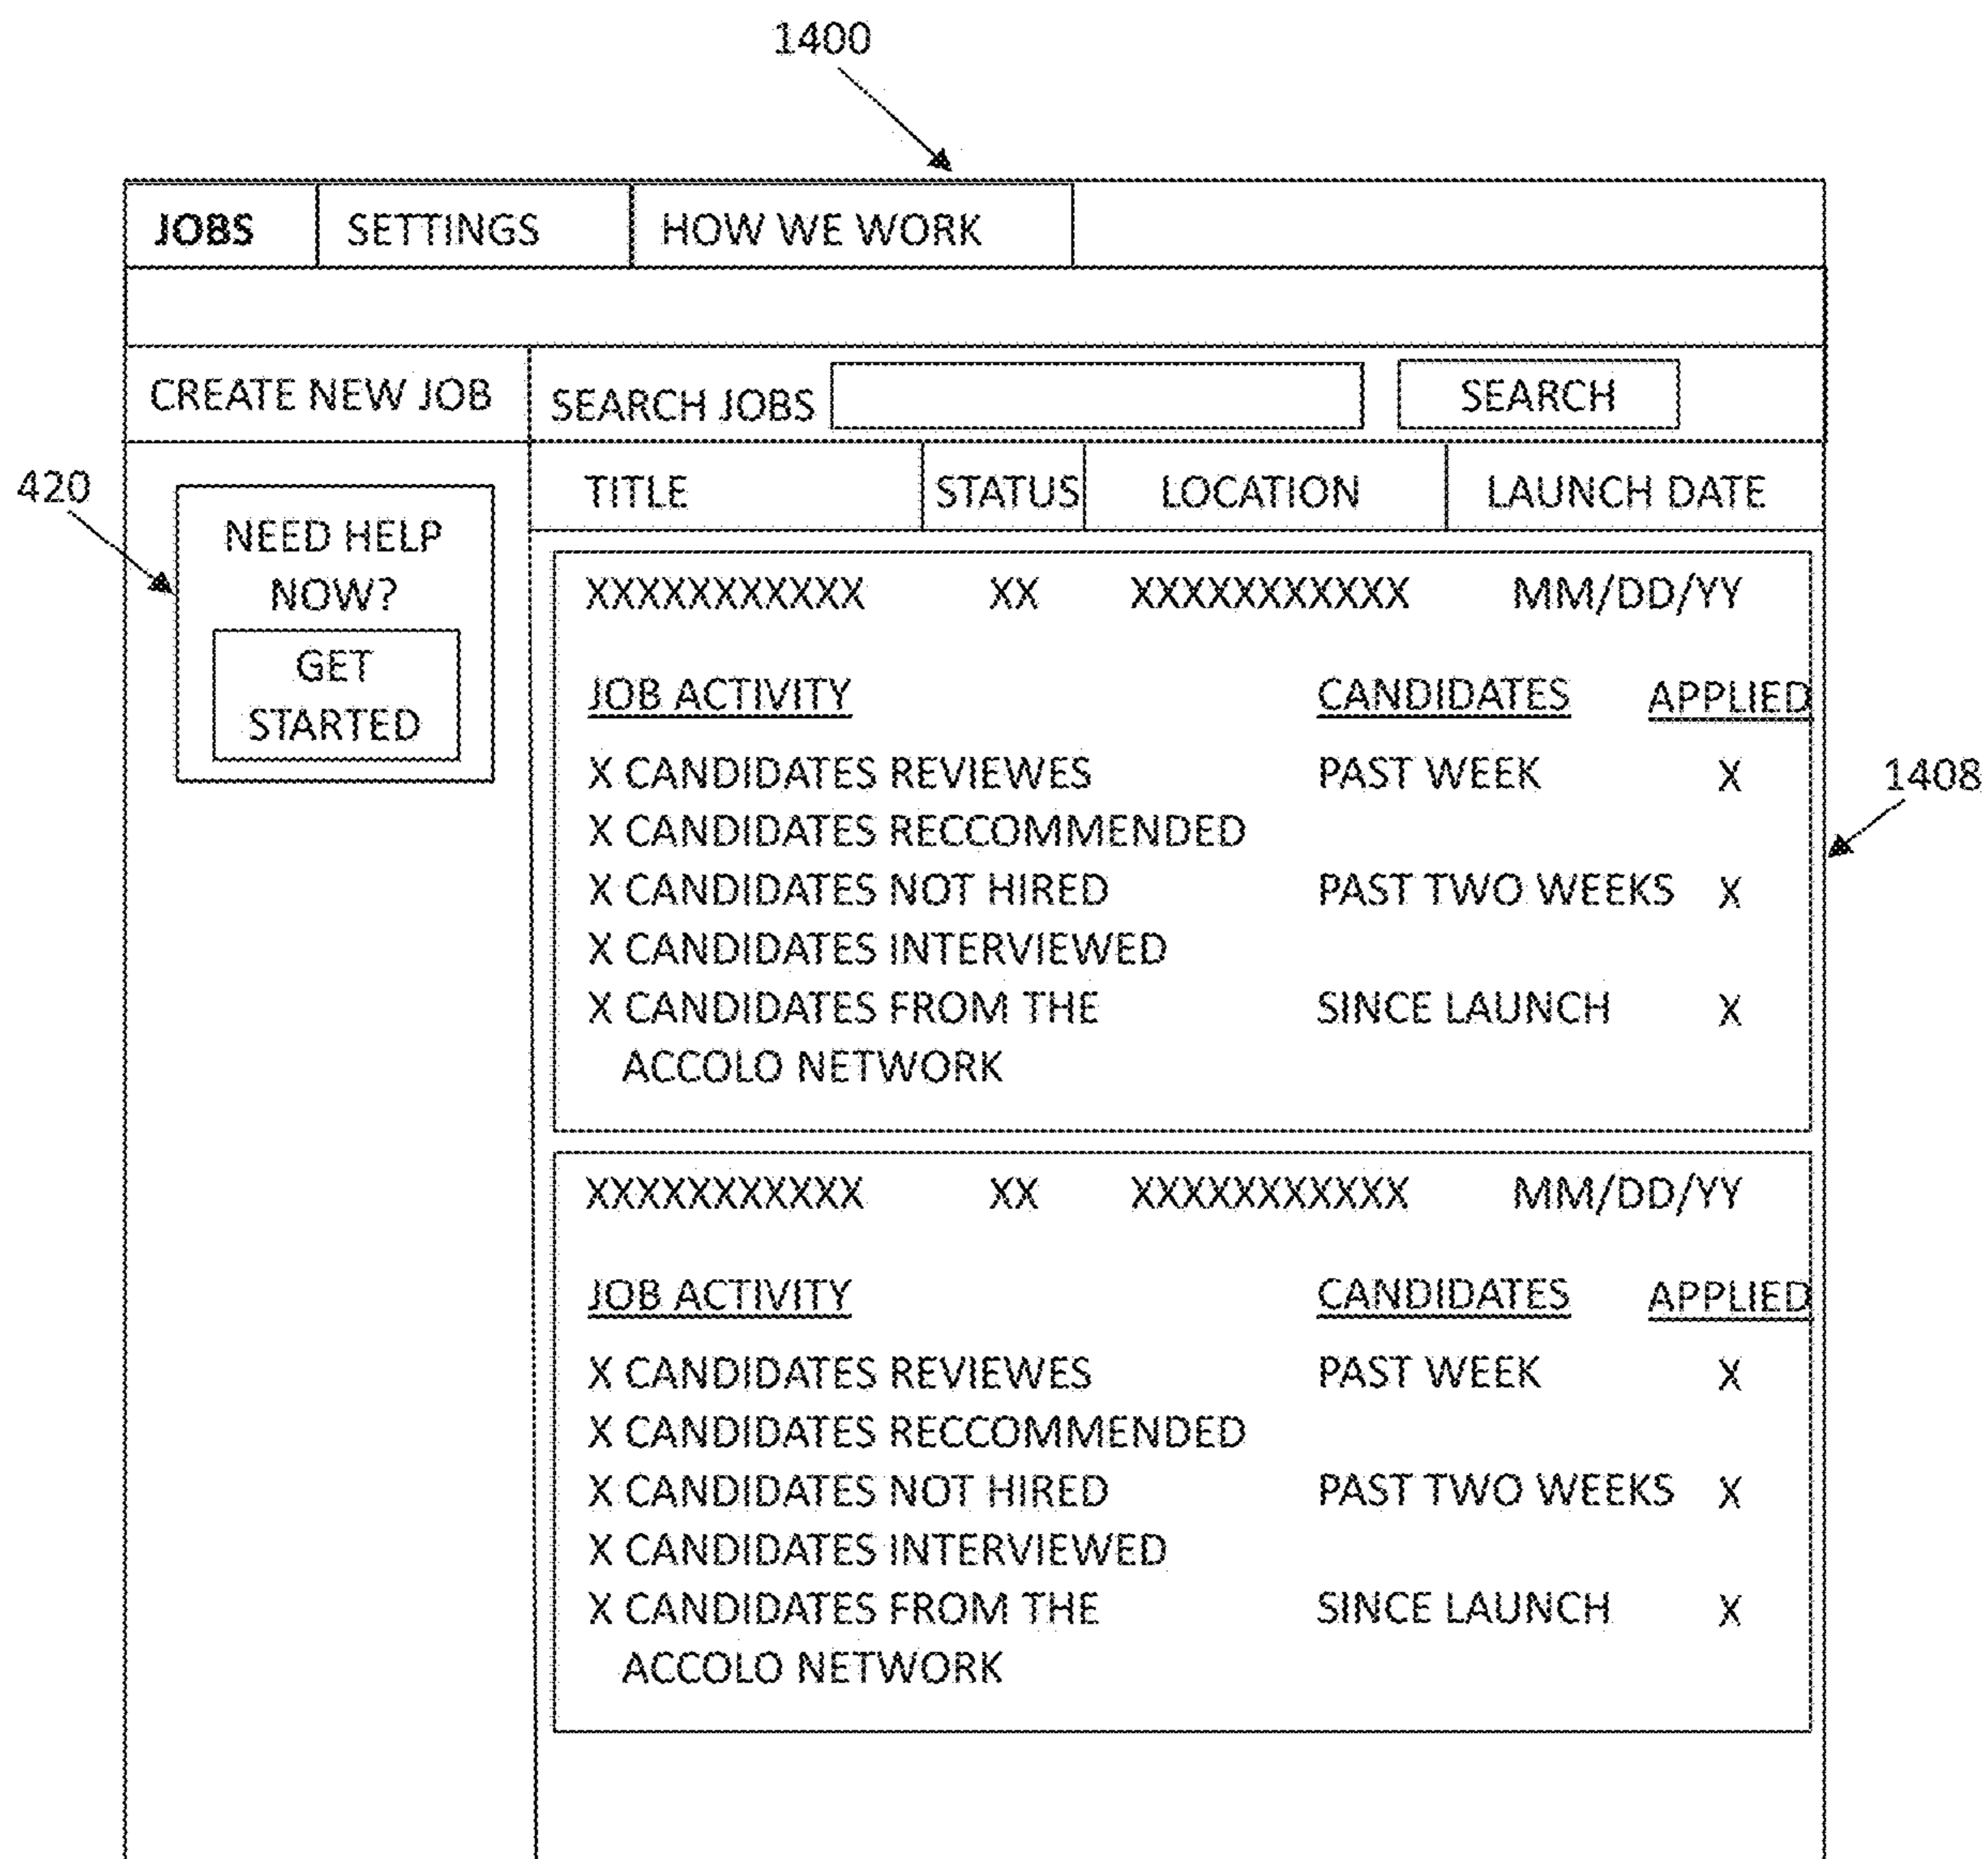 1400
JOBS SETTINGS HOW WE WORK
CREATE NEW JOB SEARCH JOBS SEARCH
420
NEED HELP
NOW?
GET
STARTED
TITLE STATUS LOCATION LAUNCH DATE
XXXXXXXXXXX XX XXXXXXXXXXX MM/DD/YY
JOB ACTIVITY CANDIDATES APPLIED
X CANDIDATES REVIEWES PAST WEEK X
1408
X CANDIDATES RECCOMMENDED
X CANDIDATES NOT HIRED PAST TWO WEEKS X
X CANDIDATES INTERVIEWED
X CANDIDATES FROM THE SINCE LAUNCH X
ACCOLO NETWORK
XXXXXXXXXXX XX XXXXXXXXXXX MM/DD/YY
JOB ACTIVITY CANDIDATES APPLIED
X CANDIDATES REVIEWES PAST WEEK X
X CANDIDATES RECCOMMENDED
X CANDIDATES NOT HIRED PAST TWO WEEKS X
X CANDIDATES INTERVIEWED
X CANDIDATES FROM THE SINCE LAUNCH X
ACCOLO NETWORK